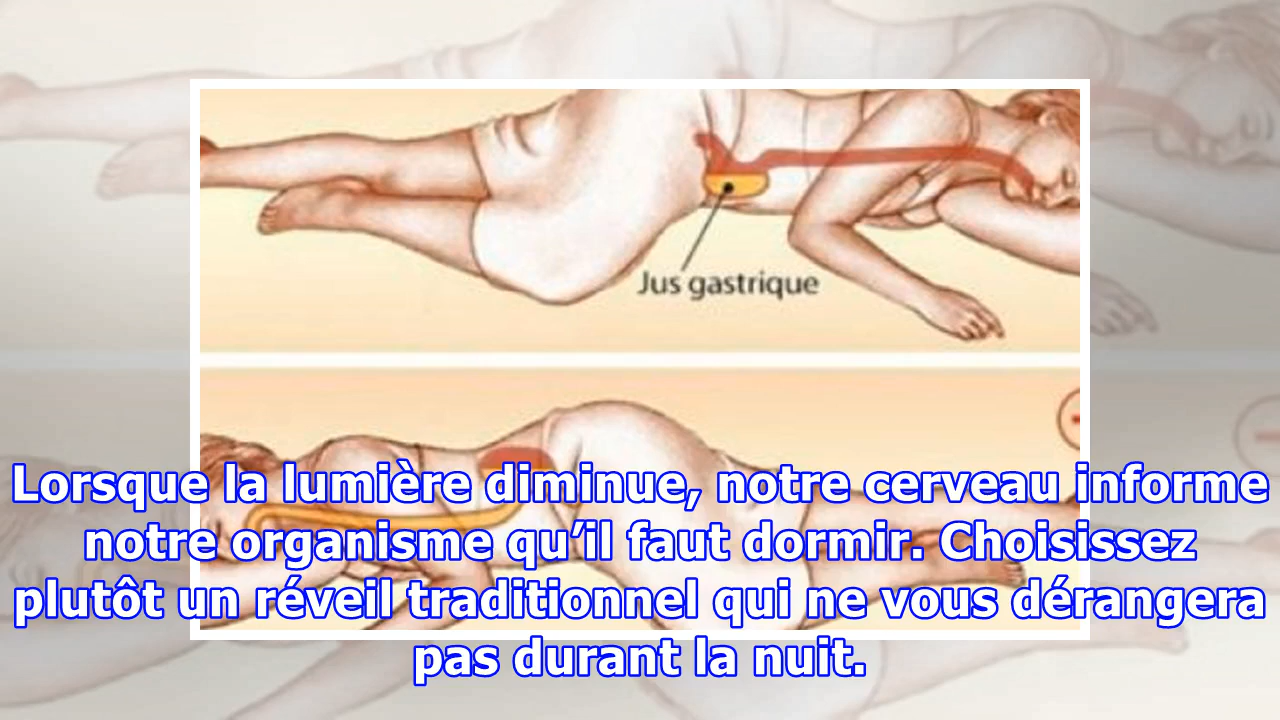 Jus gastrique
Lorsque la lumière diminue, notre cerveau informe
notre organisme qu’il faut dormir. Choisissez
plutôt un réveil traditionnel qui ne vous dérangera
pas durant la nuit.